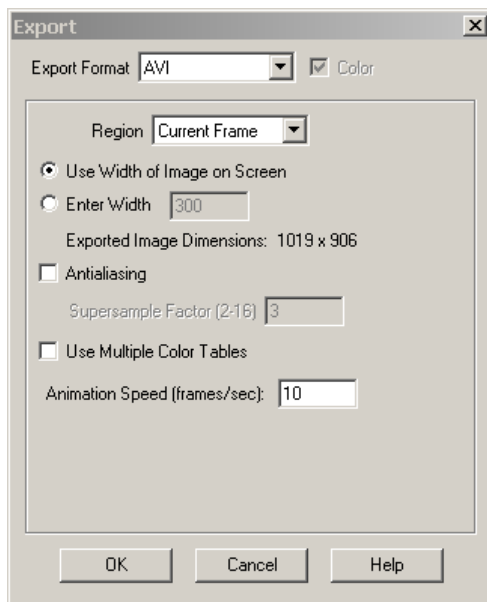 Export
Export Format AVI Color
Region Current Frame
Use Width of Image on Screen
Enter Width 300
Exported Image Dimensions: 1019 x 906
Antialiasing
Supersample Factor (2-16) 3
Use Multiple Color Tables
Animation Speed (frames/sec): 10
OK Cancel Help